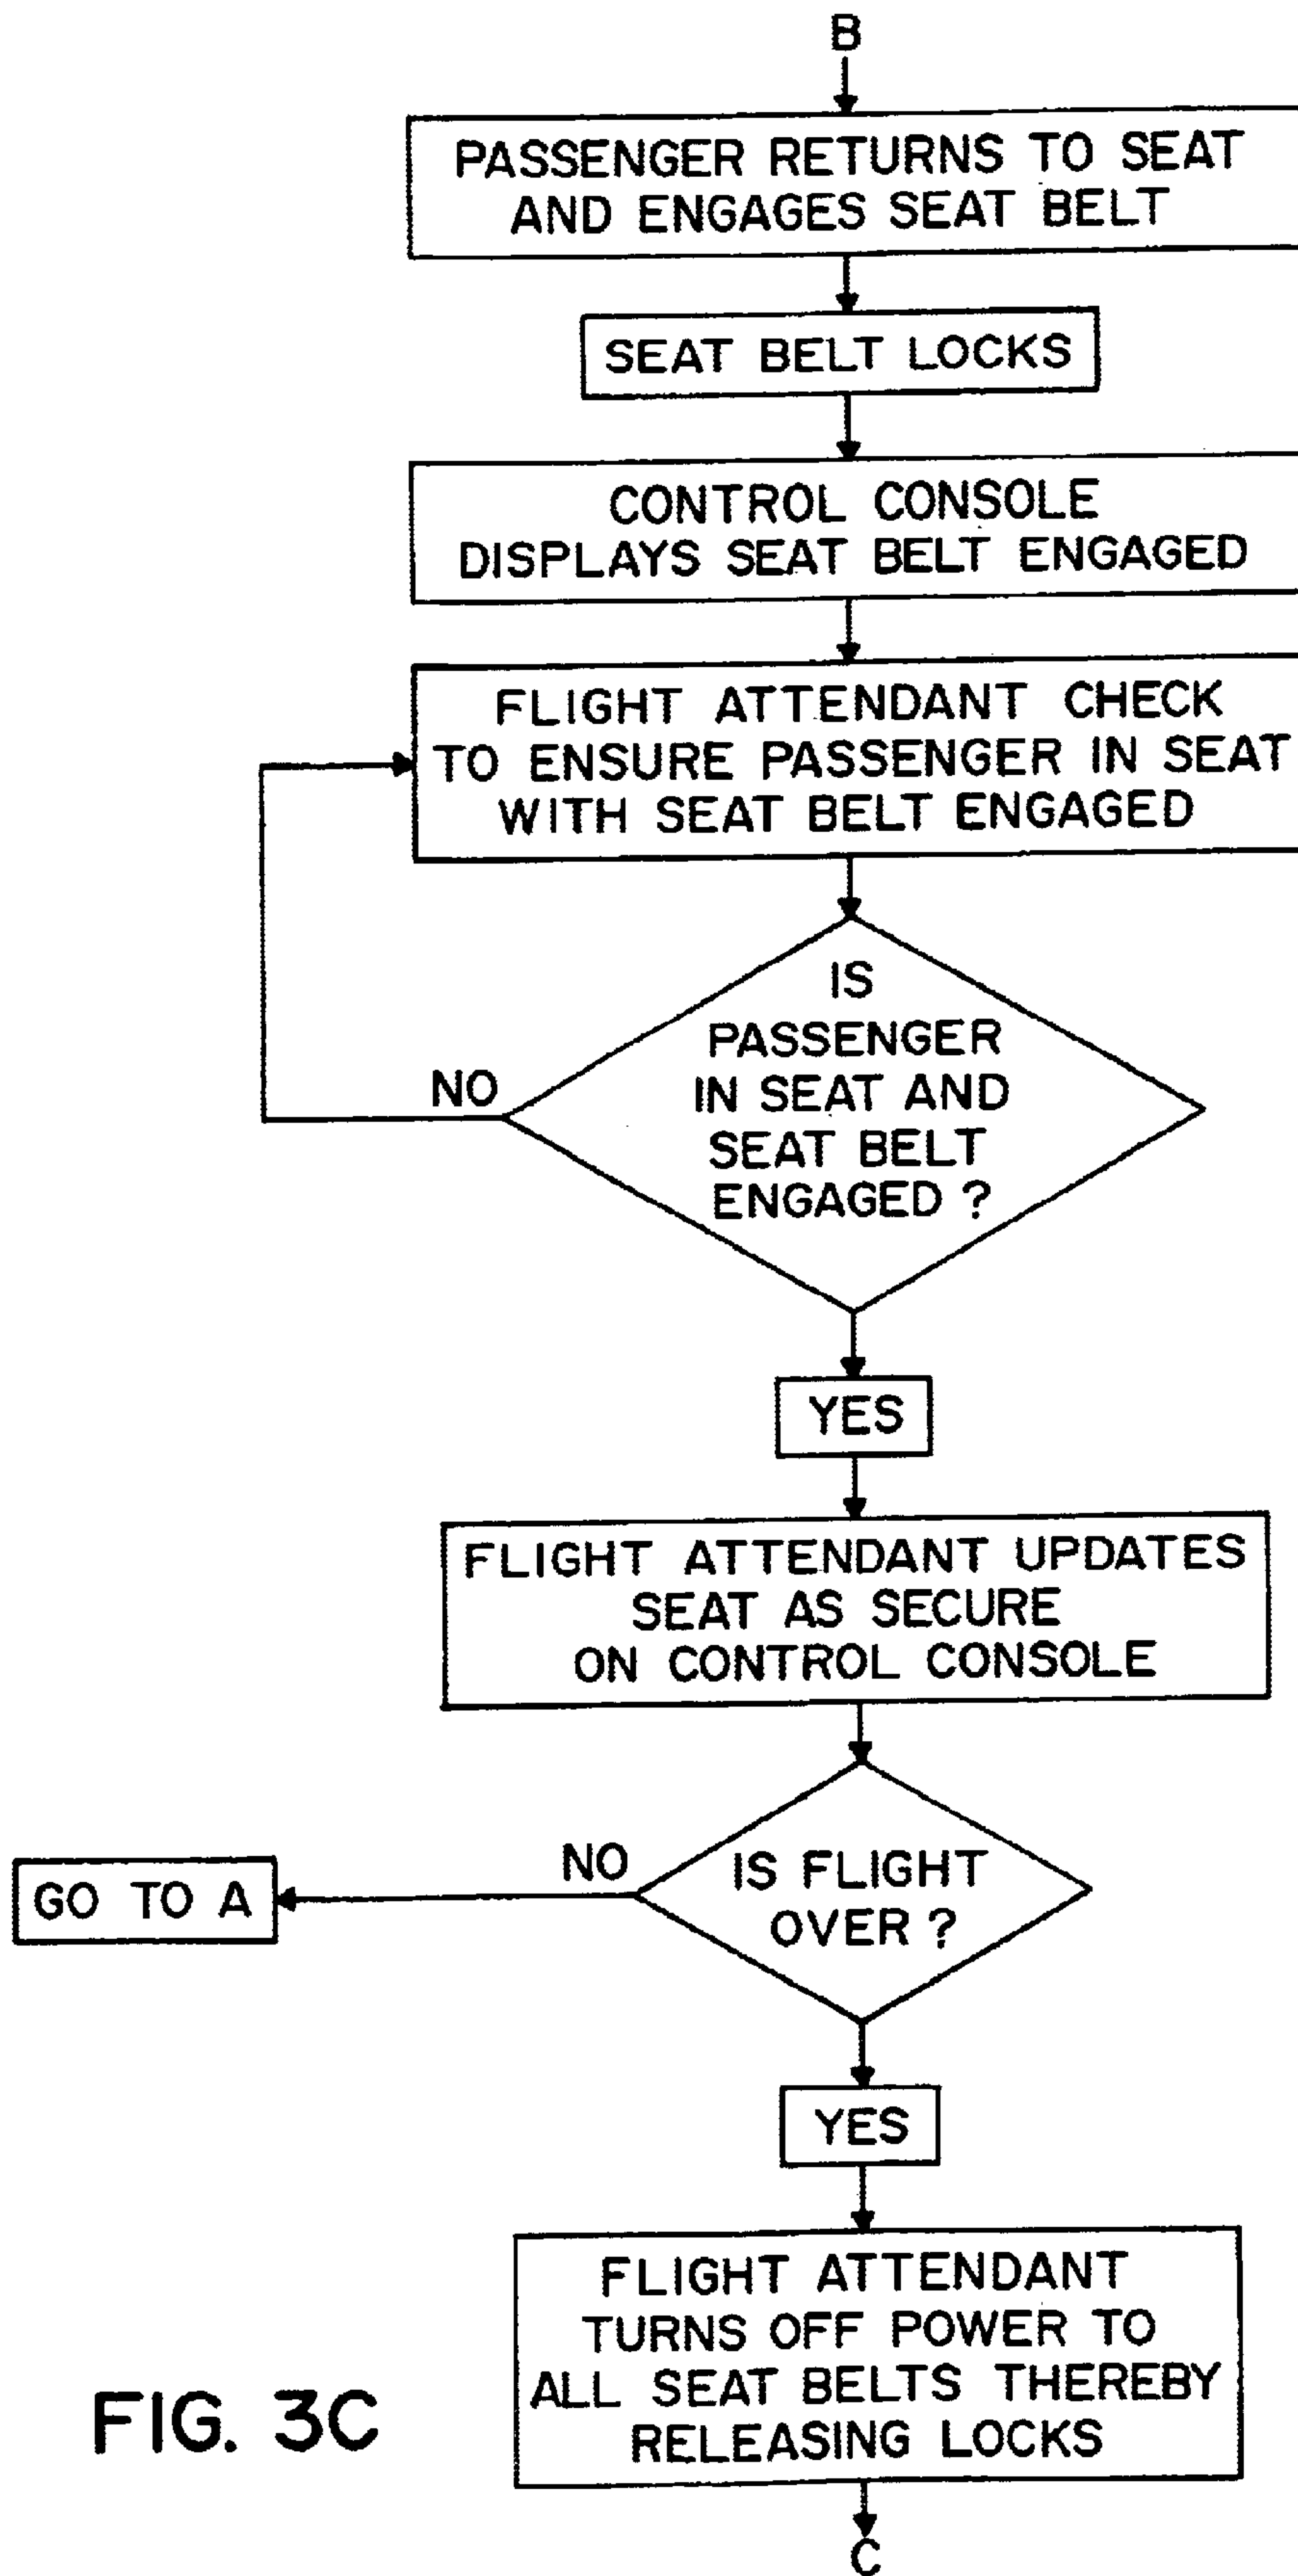 B
PASSENGER RETURNS TO SEAT
AND ENGAGES SEAT BELT
SEAT BELT LOCKS
CONTROL CONSOLE
DISPLAYS SEAT BELT ENGAGED
FLIGHT ATTENDANT CHECK
TO ENSURE PASSENGER IN SEAT
WITH SEAT BELT ENGAGED
IS
PASSENGER
IN SEAT AND
SEAT BELT
ENGAGED ?
NO
YES
FLIGHT ATTENDANT UPDATES
SEAT AS SECURE
ON CONTROL CONSOLE
IS FLIGHT
OVER ?
NO
GO TO A
YES
FLIGHT ATTENDANT
TURNS OFF POWER TO
ALL SEAT BELTS THEREBY
RELEASING LOCKS
C
FIG. 3C